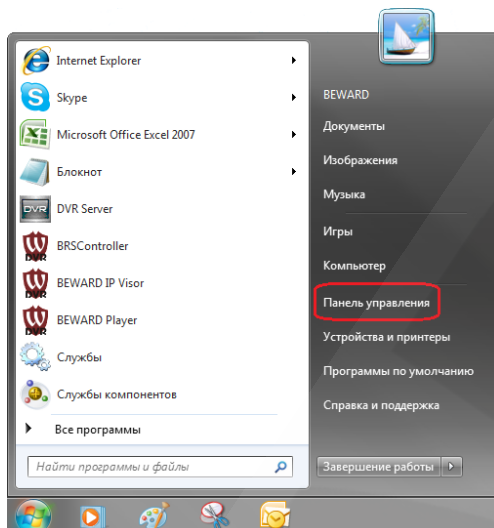 Internet Explorer
Skype
Microsoft Office Excel 2007
Блокнот
DVR Server
BRSController
BEWARD IP Visor
BEWARD Player
Службы
Службы компонентов
Все программы
Найти программы и файлы
BEWARD
Документы
Изображения
Музыка
Игры
Компьютер
Панель управления
Устройства и принтеры
Программы по умолчанию
Справка и поддержка
Завершение работы